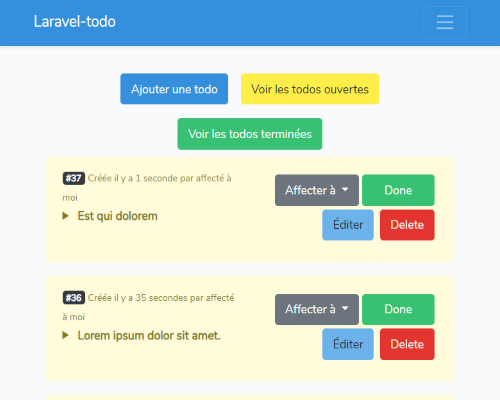 Laravel-todo
Ajouter une todo
Voir les todos ouvertes
Voir les todos terminées
#37 Créée il y a 1 seconde par affecté à
moi
Est qui dolorem
Affecter à
Done
Éditer
Delete
#36 Créée il y a 35 secondes par affecté
à moi
Lorem ipsum dolor sit amet.
Affecter à
Done
Éditer
Delete